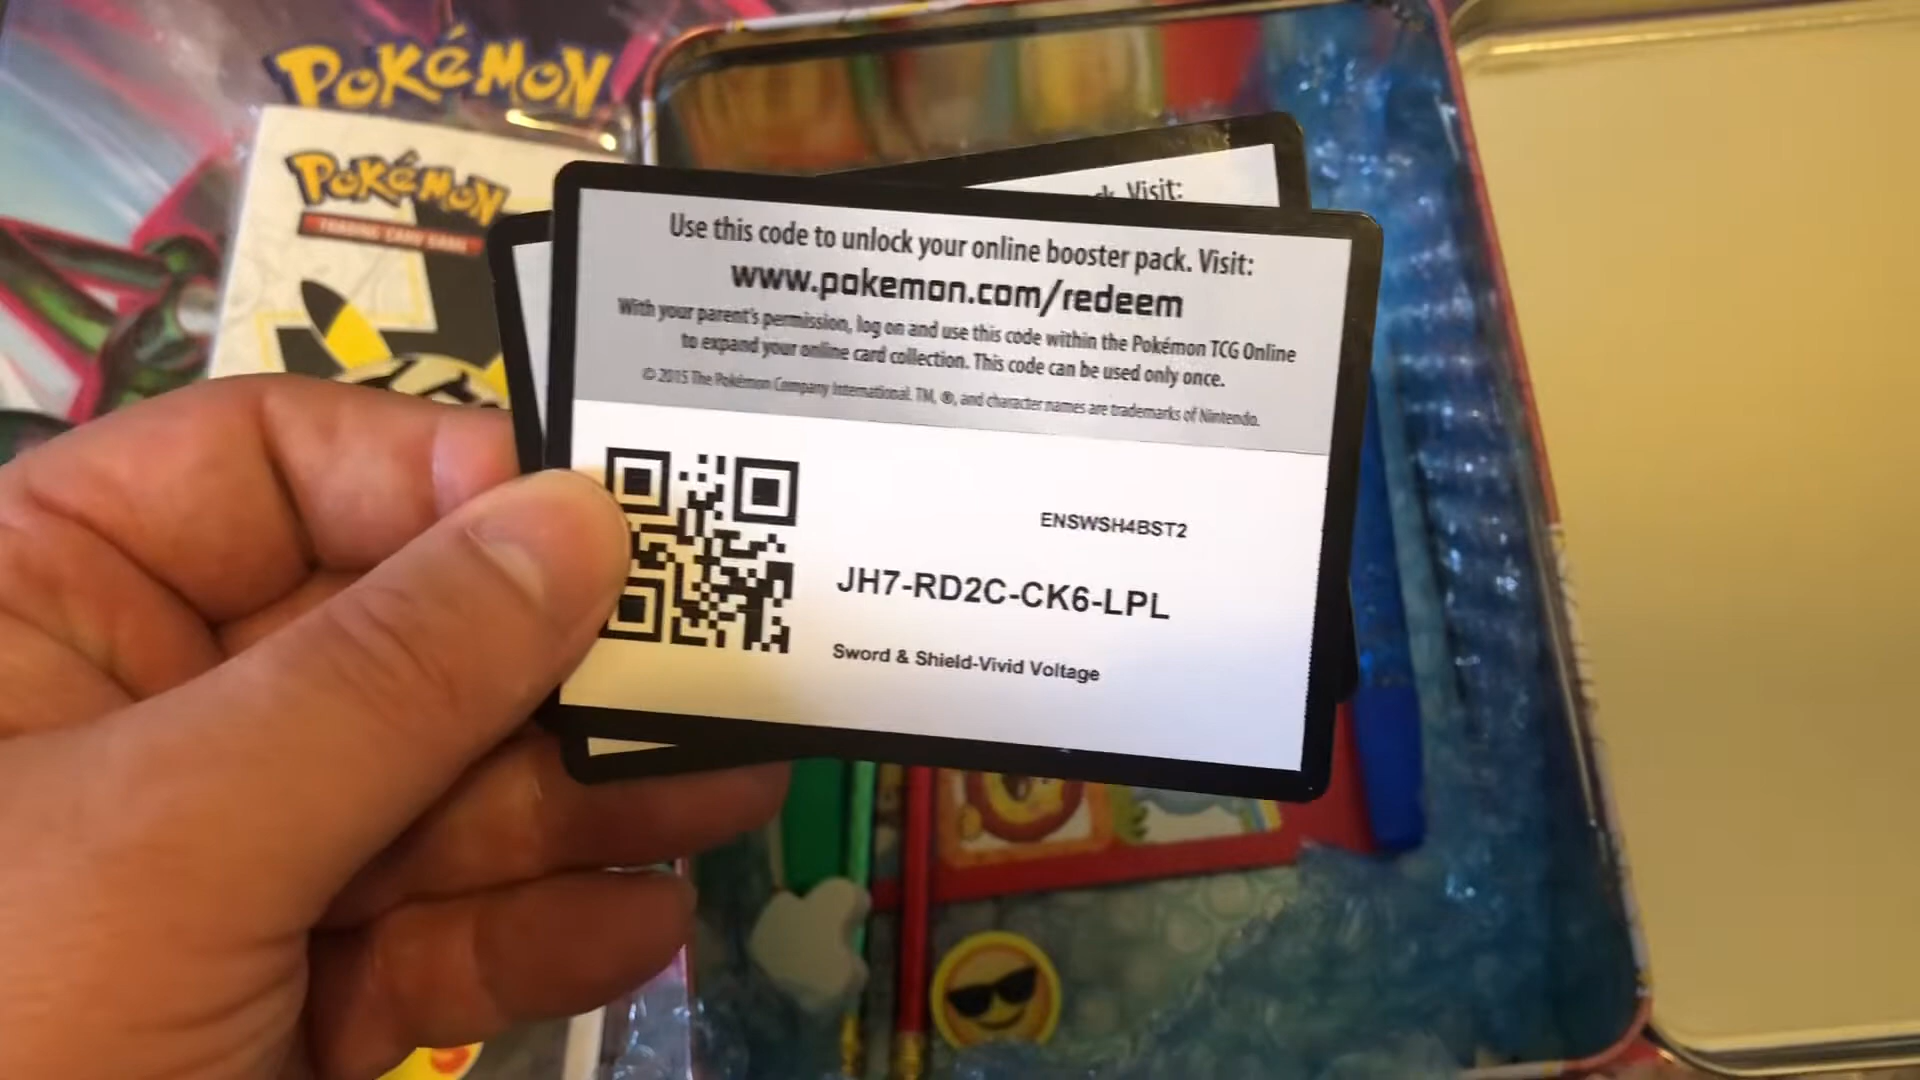 POKéMON
POKéMON
TRADING CARD GAME
Visit:
Use this code to unlock your online booster pack. Visit:
www.pokemon.com/redeem
With your parent's permission, log on and use this code within the Pokémon TCG Online
to expand your online card collection. This code can be used only once.
© 2015 The Pokémon Company International. TM, ®, and character names are trademarks of Nintendo.
ENSWSH4BST2
JH7-RD2C-CK6-LPL
Sword & Shield-Vivid Voltage